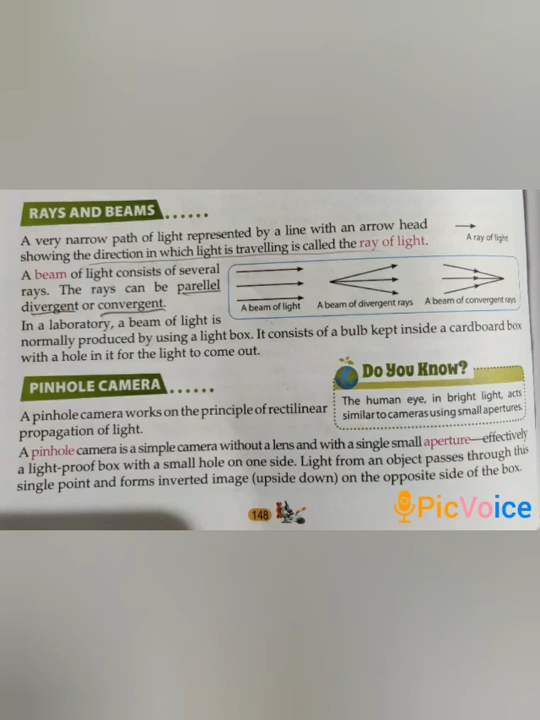 RAYS AND BEAMS ......
A very narrow path of light represented by a line with an arrow head
showing the direction in which light is travelling is called the ray of light.
A ray of light
A beam of light consists of several
rays. The rays can be parellel
divergent or convergent.
A beam of light
A beam of divergent rays
A beam of convergent rays
In a laboratory, a beam of light is
normally produced by using a light box. It consists of a bulb kept inside a cardboard box
with a hole in it for the light to come out.
PINHOLE CAMERA ......
A pinhole camera works on the principle of rectilinear
propagation of light.
Do You Know?
The human eye, in bright light, acts
similar to cameras using small apertures.
A pinhole camera is a simple camera without a lens and with a single small aperture—effectively
a light-proof box with a small hole on one side. Light from an object passes through this
single point and forms inverted image (upside down) on the opposite side of the box.
148
PicVoice